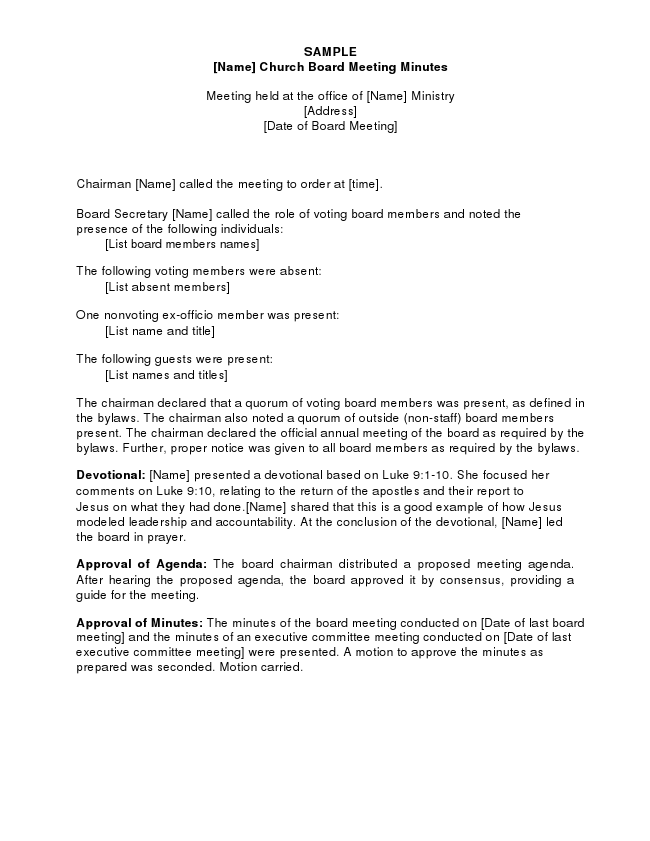 SAMPLE
[Name] Church Board Meeting Minutes
Meeting held at the office of [Name] Ministry
[Address]
[Date of Board Meeting]
Chairman [Name] called the meeting to order at [time].
Board Secretary [Name] called the role of voting board members and noted the
presence of the following individuals:
[List board members names]
The following voting members were absent:
[List absent members]
One nonvoting ex-officio member was present:
[List name and title]
The following guests were present:
[List names and titles]
The chairman declared that a quorum of voting board members was present, as defined in
the bylaws. The chairman also noted a quorum of outside (non-staff) board members
present. The chairman declared the official annual meeting of the board as required by the
bylaws. Further, proper notice was given to all board members as required by the bylaws.
Devotional: [Name] presented a devotional based on Luke 9:1-10. She focused her
comments on Luke 9:10, relating to the return of the apostles and their report to
Jesus on what they had done.[Name] shared that this is a good example of how Jesus
modeled leadership and accountability. At the conclusion of the devotional, [Name] led
the board in prayer.
Approval of Agenda: The board chairman distributed a proposed meeting agenda.
After hearing the proposed agenda, the board approved it by consensus, providing a
guide for the meeting.
Approval of Minutes: The minutes of the board meeting conducted on [Date of last board
meeting] and the minutes of an executive committee meeting conducted on [Date of last
executive committee meeting] were presented. A motion to approve the minutes as
prepared was seconded. Motion carried.